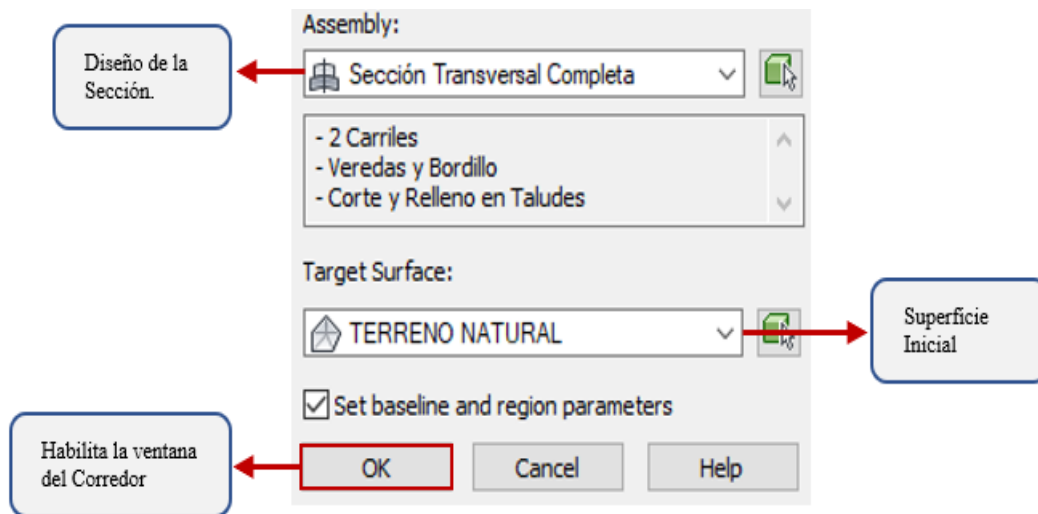 Assembly:
Diseño de la
Sección.
Sección Transversal Completa
- 2 Carriles
- Veredas y Bordillo
- Corte y Relleno en Taludes
Target Surface:
TERRENO NATURAL
Superficie
Inicial
Set baseline and region parameters
Habilita la ventana
del Corredor
OK
Cancel
Help